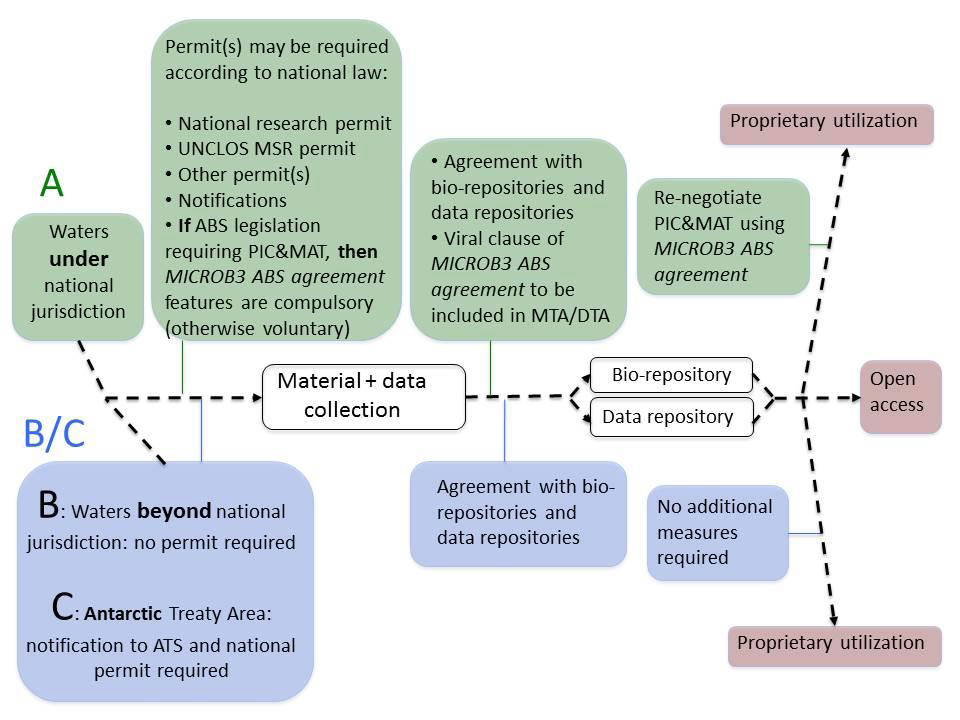 Permit(s) may be required
according to national law:
• National research permit
• UNCLOS MSR permit
• Other permit(s)
• Notifications
• If ABS legislation
requiring PIC&MAT, then
MICROB3 ABS agreement
features are compulsory
(otherwise voluntary)
A
Waters
under
national
jurisdiction
• Agreement with
bio-repositories and
data repositories
• Viral clause of
MICROB3 ABS
agreement to be
included in MTA/DTA
Proprietary utilization
Re-negotiate
PIC&MAT using
MICROB3 ABS
agreement
Material + data
collection
Bio-repository
Data repository
Open
access
B/C
B: Waters beyond national
jurisdiction: no permit required
C: Antarctic Treaty Area:
notification to ATS and national
permit required
Agreement with bio-
repositories and
data repositories
No additional
measures
required
Proprietary utilization